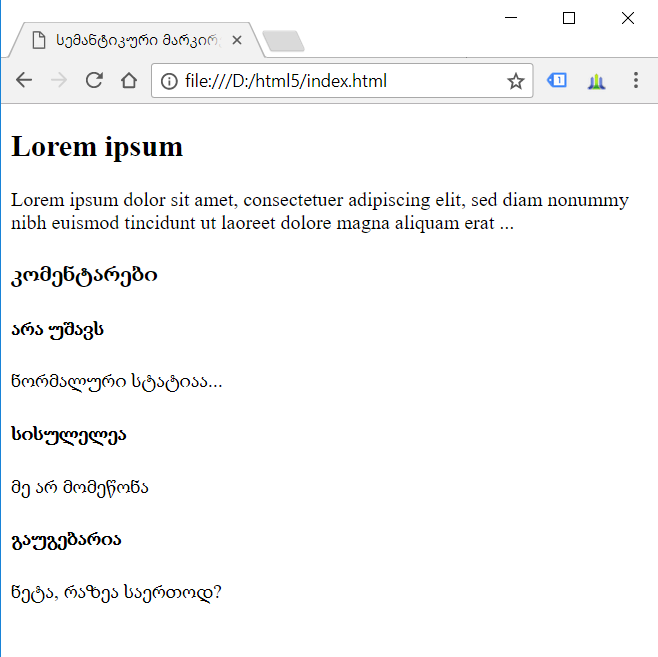 სემანტიკური მარკირ
file:///D:/html5/index.html
1
Lorem ipsum
Lorem ipsum dolor sit amet, consectetuer adipiscing elit, sed diam nonummy
nibh euismod tincidunt ut laoreet dolore magna aliquam erat ...
კომენტარები
არა უშავს
ნორმალური სტატიაა...
სისულელეა
მე არ მომეწონა
გაუგებარია
ნეტა, რაზეა საერთოდ?